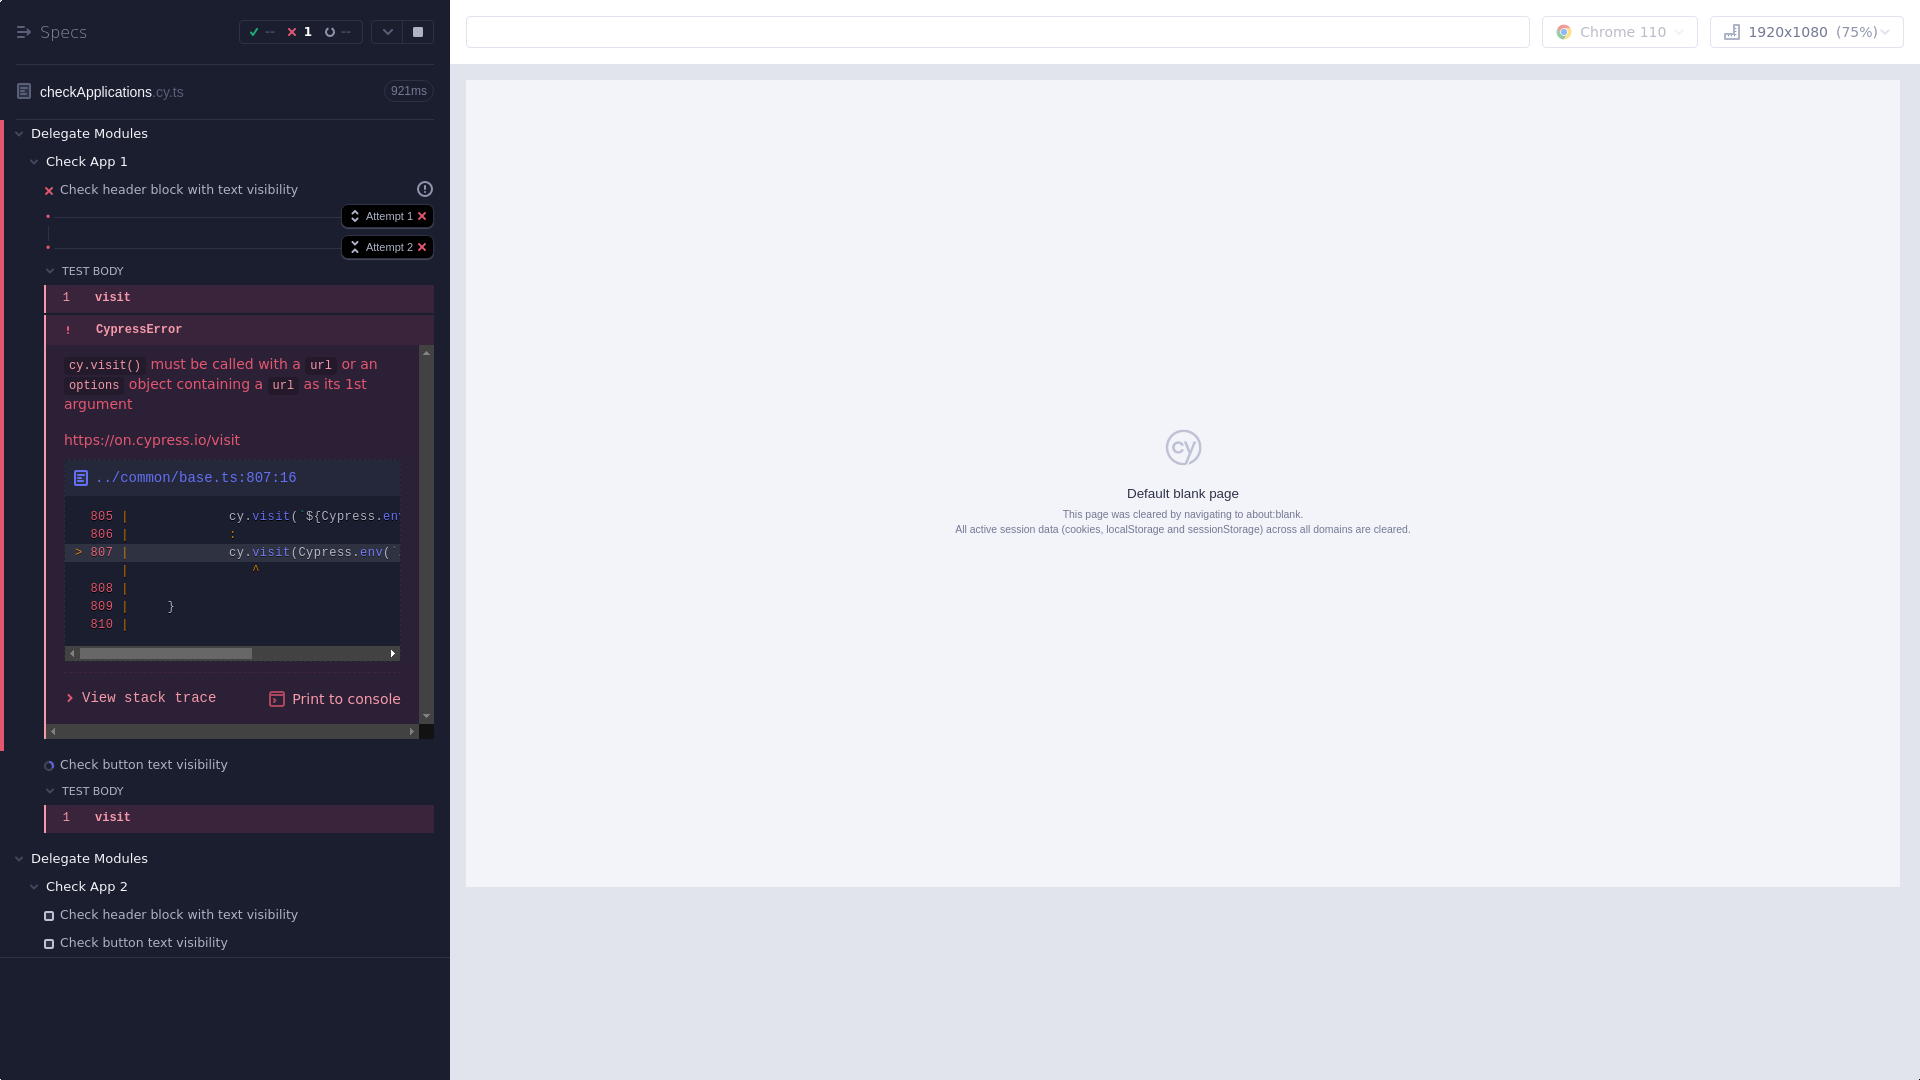 Specs
--
1
--
checkApplications.cy.ts
921ms
Delegate Modules
Check App 1
Check header block with text visibility
Attempt 1
Attempt 2
TEST BODY
1 visit
! CypressError
cy.visit() must be called with a url or an
options object containing a url as its 1st
argument
https://on.cypress.io/visit
../common/base.ts:807:16
805 | cy.visit(`${Cypress.env
806 | :
> 807 | cy.visit(Cypress.env(`
| ^
808 |
809 | }
810 |
View stack trace
Print to console
Check button text visibility
TEST BODY
1 visit
Delegate Modules
Check App 2
Check header block with text visibility
Check button text visibility
Chrome 110
1920x1080 (75%)
cy
Default blank page
This page was cleared by navigating to about:blank.
All active session data (cookies, localStorage and sessionStorage) across all domains are cleared.